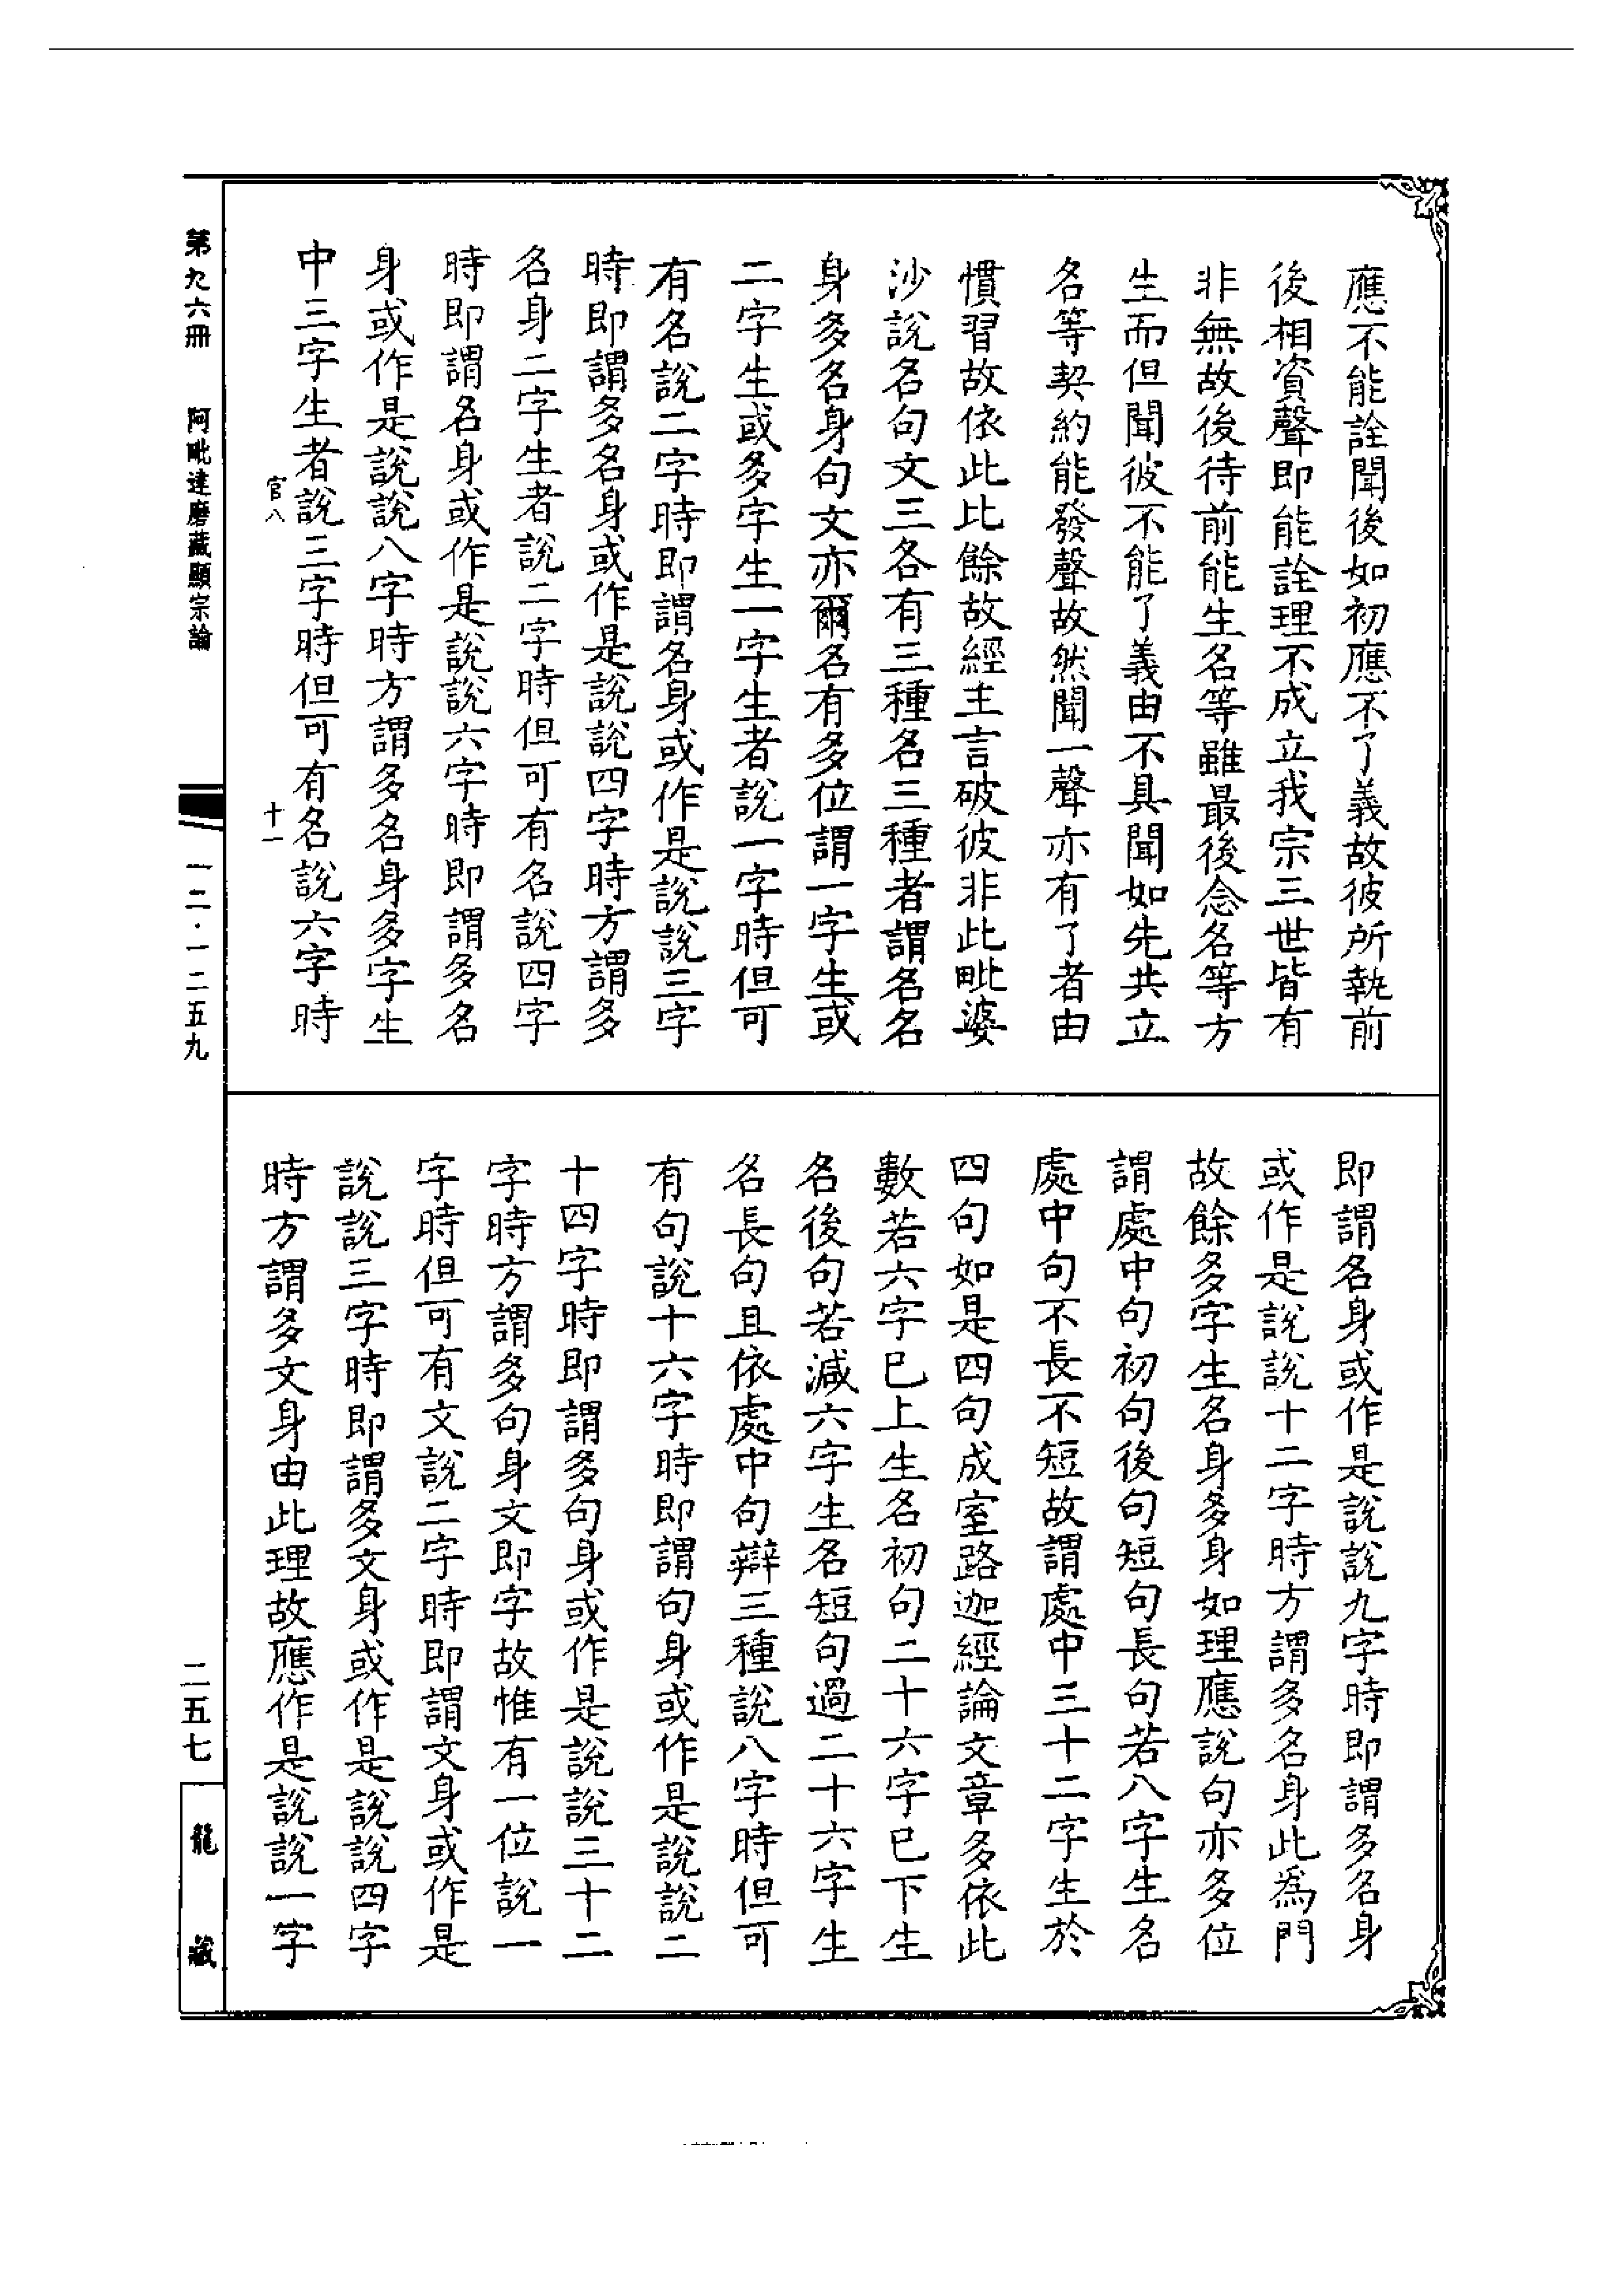 應不能詮聞後如初應不了義故彼所執前
後相資聲即能詮理不成立我宗三世皆有
非無故後待前能生名等雖最後念名等方
生而但聞彼不能了義由不具聞如先共立
名等契約能發聲故然聞一聲亦有了者由
慣習故依此比餘故經主言破彼非此毗婆
沙說名句文三各有三種名三種者謂名名
身多名身句文亦爾名有多位謂一字生或
二字生或多字生一字生者說一字時但可
有名說二字時即謂名身或作是說說三字
時即謂多名身或作是說說四字時方謂多
名身二字生者說二字時但可有名說四字
時即謂名身或作是說說六字時即謂多名
身或作是說說八字時方謂多名身多字生
中三字生者說三字時但可有名說六字時
官八
十一
即謂名身或作是說說九字時即謂多名身
或作是說說十二字時方謂多名身此為門
故餘多字生名身多身如理應說句亦多位
謂處中句初句後句短句長句若八字生名
處中句不長不短故謂處中三十二字生於
四句如是四句成室路迦經論文章多依此
數若六字已上生名初句二十六字已下生
名後句若減六字生名短句過二十六字生
名長句且依處中句辯三種說八字時但可
有句說十六字時即謂句身或作是說說二
十四字時即謂多句身或作是說說三十二
字時方謂多句身文即字故惟有一位說一
字時但可有文說二字時即謂文身或作是
說說三字時即謂多文身或作是說說四字
時方謂多文身由此理故應作是說說一字
第九六冊
阿毗達磨藏顯宗論
一二·一二五九
二五七
龍藏